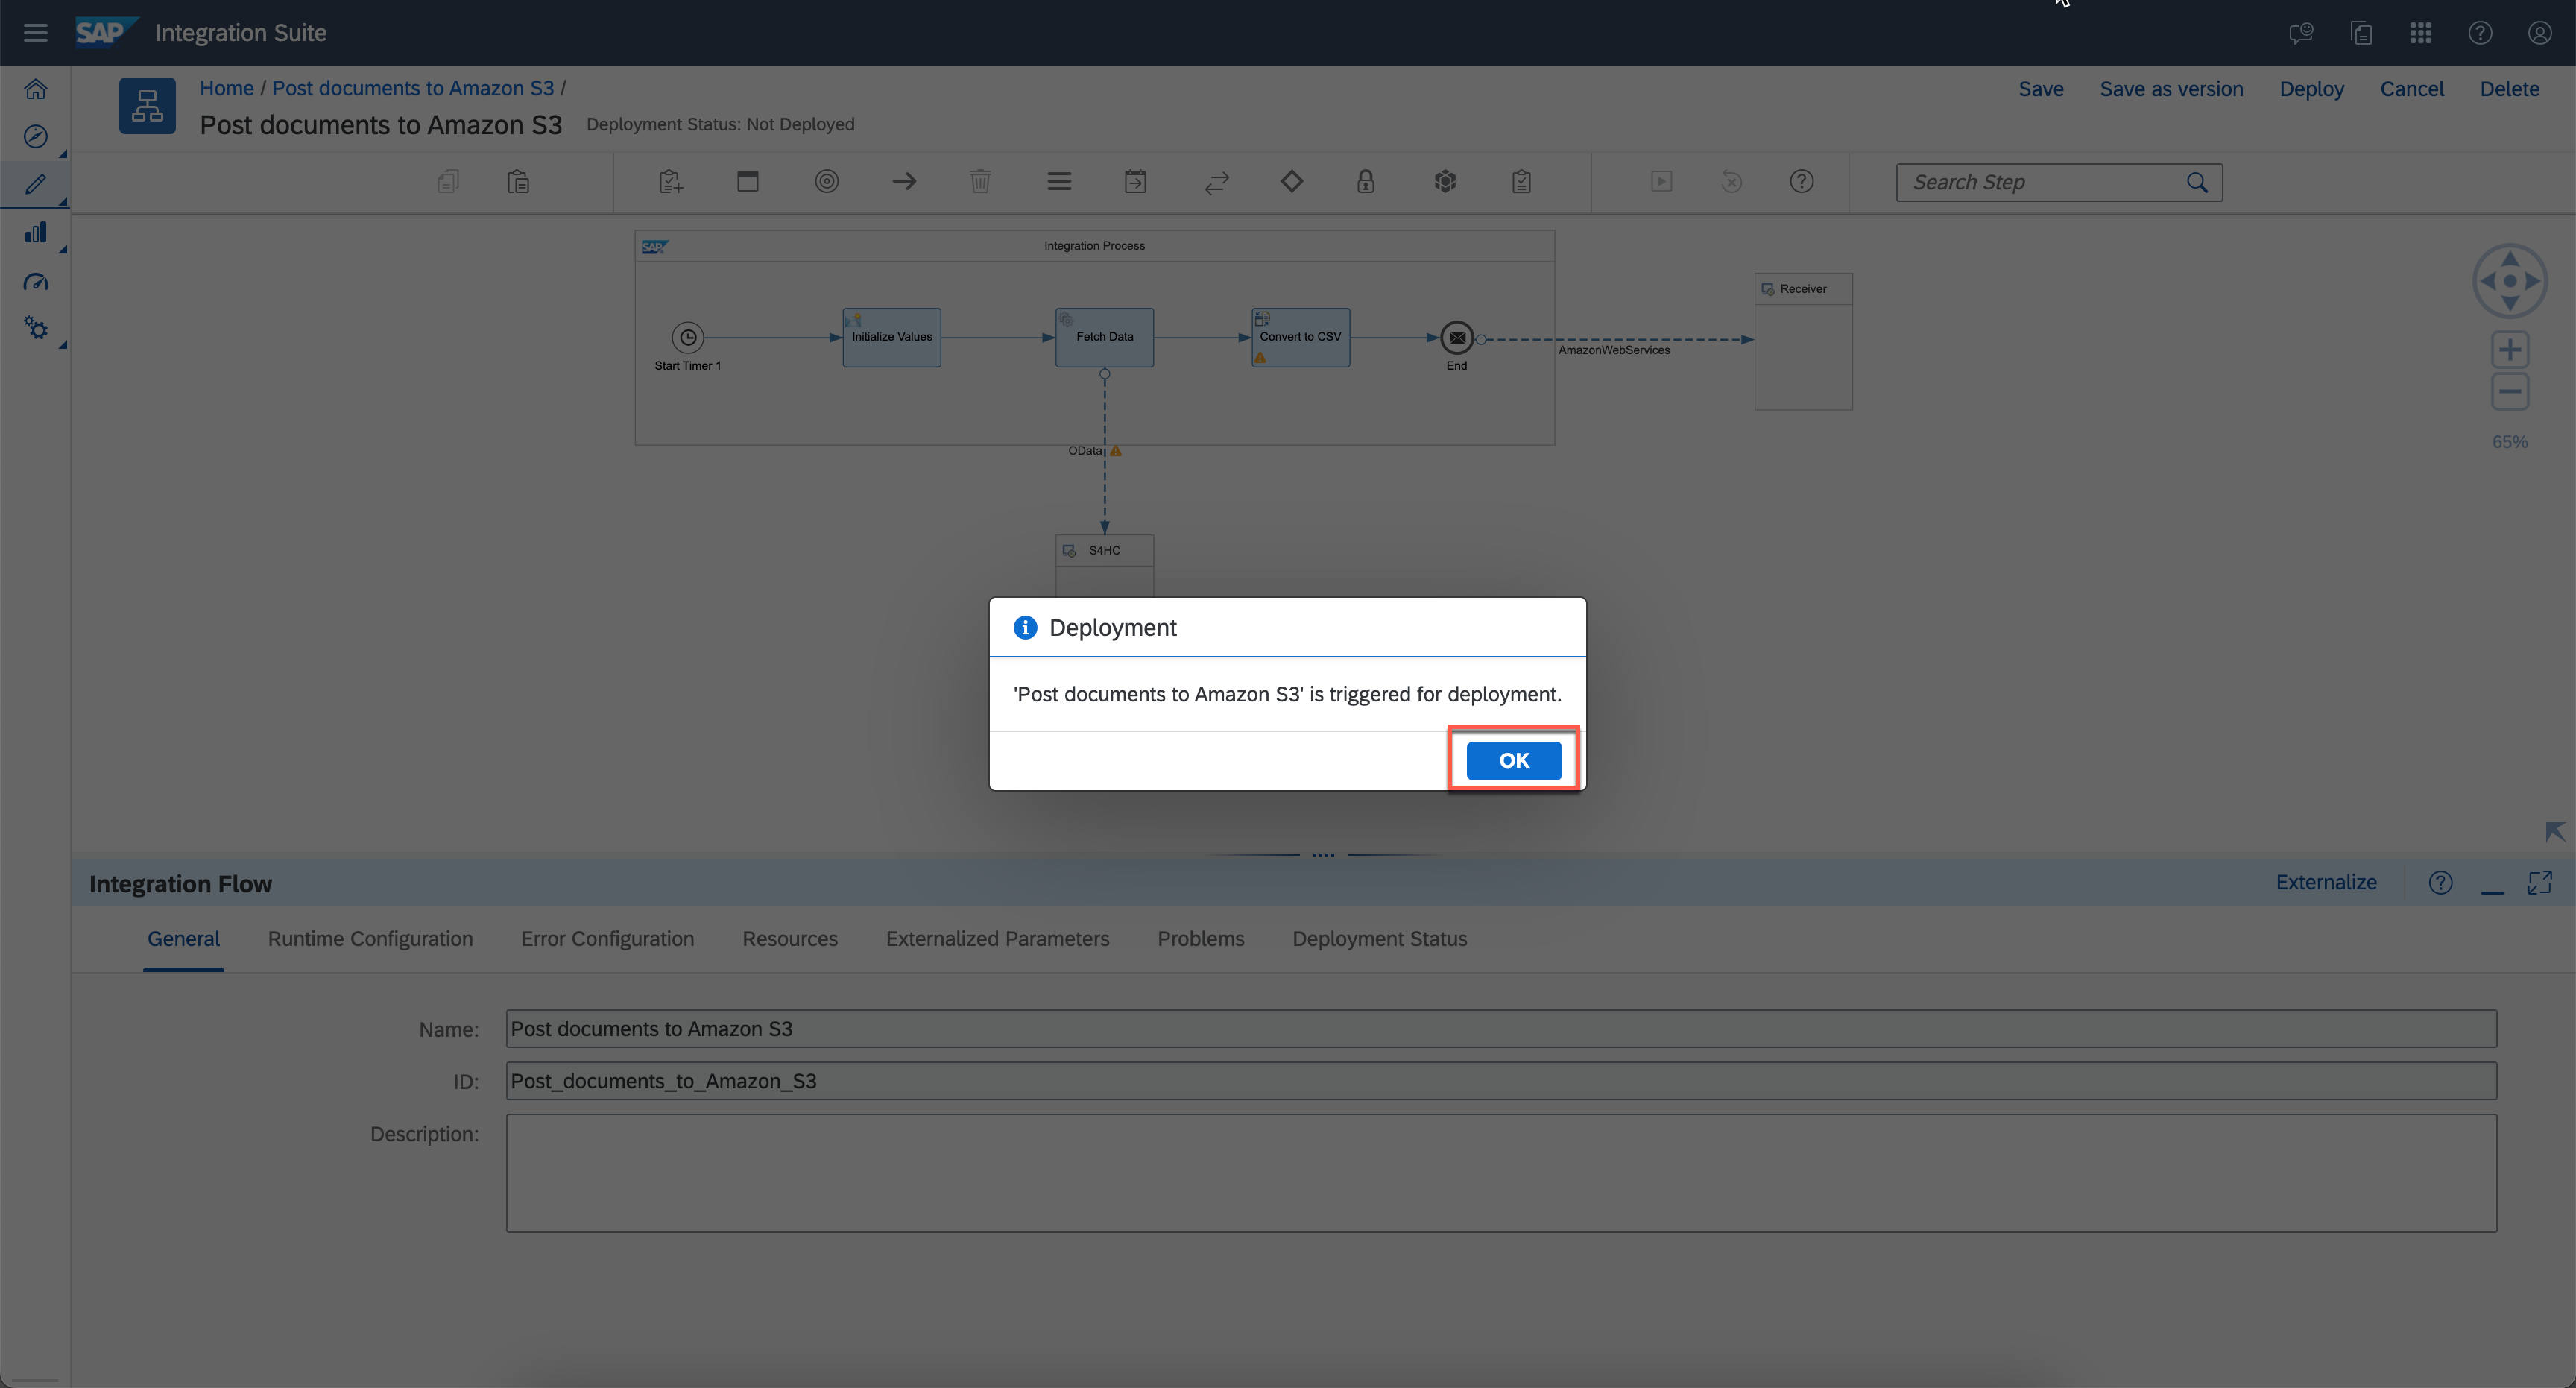 SAP Integration Suite
Home / Post documents to Amazon S3 /
Save Save as version Deploy Cancel Delete
Post documents to Amazon S3 Deployment Status: Not Deployed
Search Step
SAP Integration Process
Receiver
Initialize Values
Fetch Data
Convert to CSV
AmazonWebServices
Start Timer 1
End
65%
OData
S4HC
Deployment
'Post documents to Amazon S3' is triggered for deployment.
OK
Integration Flow
Externalize
General Runtime Configuration Error Configuration Resources Externalized Parameters Problems Deployment Status
Name: Post documents to Amazon S3
ID: Post_documents_to_Amazon_S3
Description: